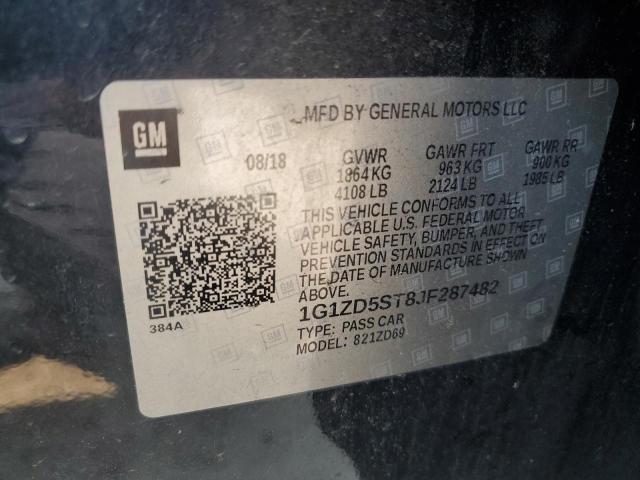 GM
MFD BY GENERAL MOTORS LLC
08/18
GVWR GAWR FRT GAWR RR
1864 KG 963 KG 900 KG
4108 LB 2124 LB 1985 LB
THIS VEHICLE CONFORMS TO ALL
APPLICABLE U.S. FEDERAL MOTOR
VEHICLE SAFETY, BUMPER, AND THEFT
PREVENTION STANDARDS IN EFFECT ON
THE DATE OF MANUFACTURE SHOWN
ABOVE.
384A
1G1ZD5ST8JF287482
TYPE: PASS CAR
MODEL: 821ZD69